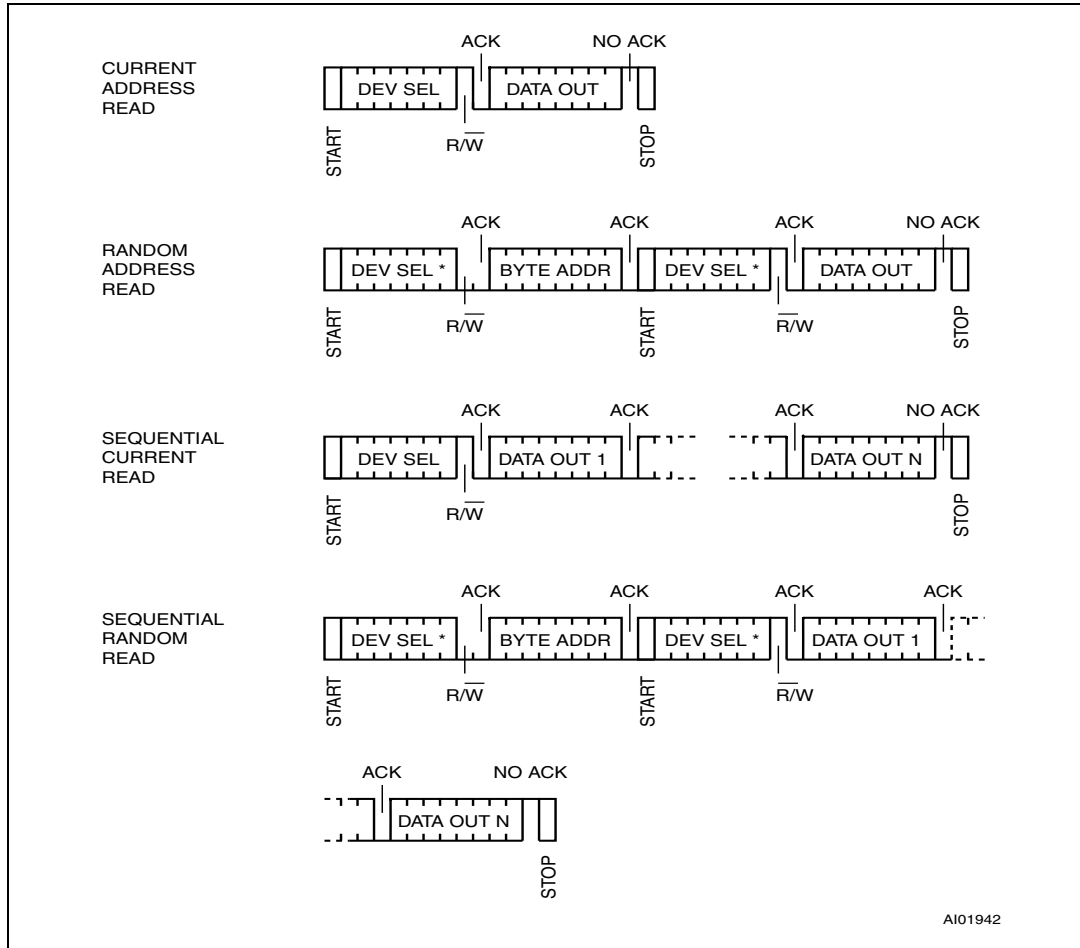 ACK NO ACK
CURRENT
ADDRESS
READ
DEV SEL DATA OUT
START R/W̅ STOP
ACK ACK ACK NO ACK
RANDOM
ADDRESS
READ
DEV SEL * BYTE ADDR DEV SEL * DATA OUT
START R/W̅ START R̅/W STOP
ACK ACK ACK NO ACK
SEQUENTIAL
CURRENT
READ
DEV SEL DATA OUT 1 DATA OUT N
START R/W̅ STOP
ACK ACK ACK ACK
SEQUENTIAL
RANDOM
READ
DEV SEL * BYTE ADDR DEV SEL * DATA OUT 1
START R/W̅ START R̅/W
ACK NO ACK
DATA OUT N
STOP
AI01942